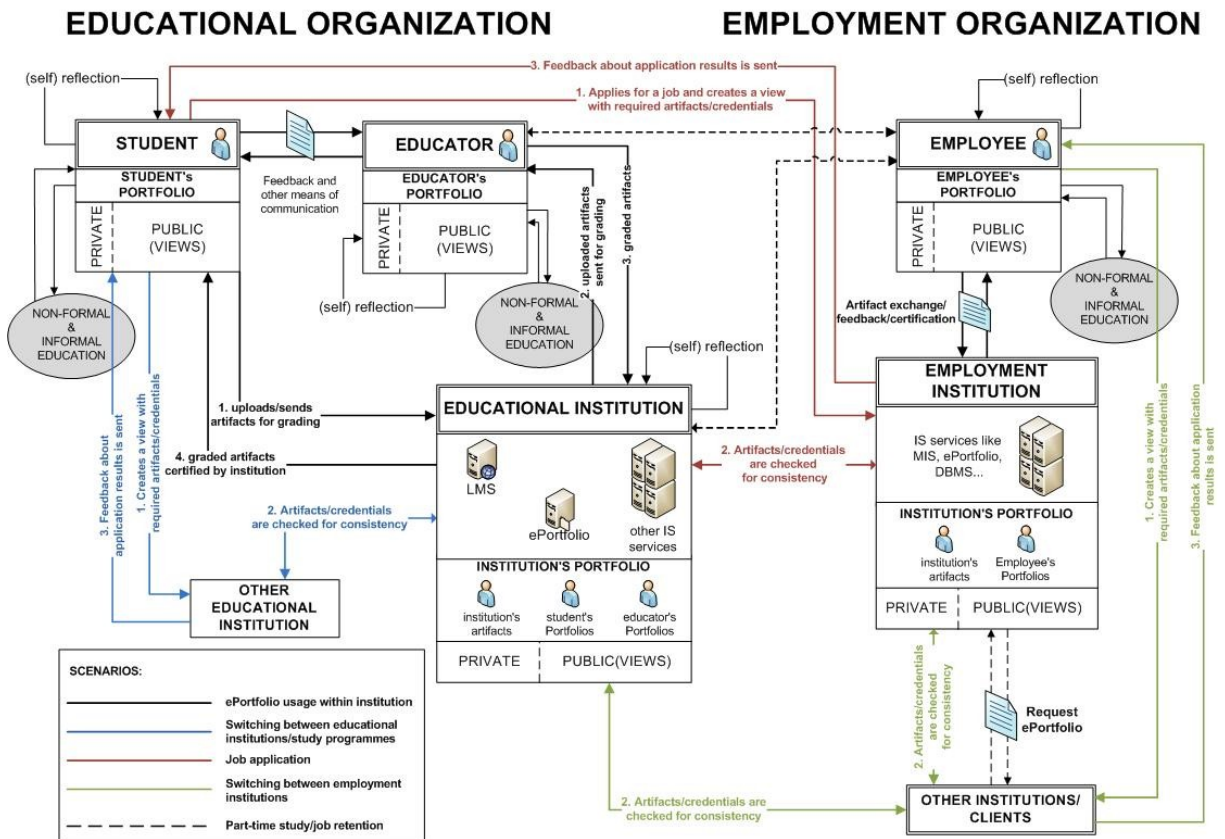 EDUCATIONAL ORGANIZATION
EMPLOYMENT ORGANIZATION
3. Feedback about application results is sent
(self) reflection
(self) reflection
1. Applies for a job and creates a view
with required artifacts/credentials
STUDENT
EDUCATOR
EMPLOYEE
STUDENT's
PORTFOLIO
Feedback and
other means of
communication
EDUCATOR's
PORTFOLIO
EMPLOYEE's
PORTFOLIO
PRIVATE
PUBLIC
(VIEWS)
PRIVATE
PUBLIC
(VIEWS)
2. uploaded artifacts
sent for grading
3. graded artifacts
PRIVATE
PUBLIC
(VIEWS)
(self) reflection
NON-FORMAL
&
INFORMAL
EDUCATION
NON-FORMAL
&
INFORMAL
EDUCATION
NON-FORMAL
&
INFORMAL
EDUCATION
Artifact exchange/
feedback/certification
(self) reflection
EMPLOYMENT
INSTITUTION
EDUCATIONAL INSTITUTION
1. uploads/sends
artifacts for grading
4. graded artifacts
certified by institution
3. Feedback about
application results is sent
1. Creates a view with
required artifacts/credentials
LMS
ePortfolio
other IS
services
2. Artifacts/credentials
are checked
for consistency
IS services like
MIS, ePortfolio,
DBMS...
1. Creates a view with
required artifacts/credentials
3. Feedback about application
results is sent
2. Artifacts/credentials
are checked for consistency
INSTITUTION'S PORTFOLIO
institution's
artifacts
Employee's
Portfolios
PRIVATE
PUBLIC(VIEWS)
INSTITUTION'S PORTFOLIO
institution's
artifacts
student's
Portfolios
educator's
Portfolios
PRIVATE
PUBLIC(VIEWS)
OTHER
EDUCATIONAL
INSTITUTION
2. Artifacts/credentials
are checked
for consistency
Request
ePortfolio
SCENARIOS:
ePortfolio usage within institution
Switching between educational
institutions/study programmes
Job application
Switching between employment
institutions
Part-time study/job retention
2. Artifacts/credentials are
checked for consistency
OTHER INSTITUTIONS/
CLIENTS